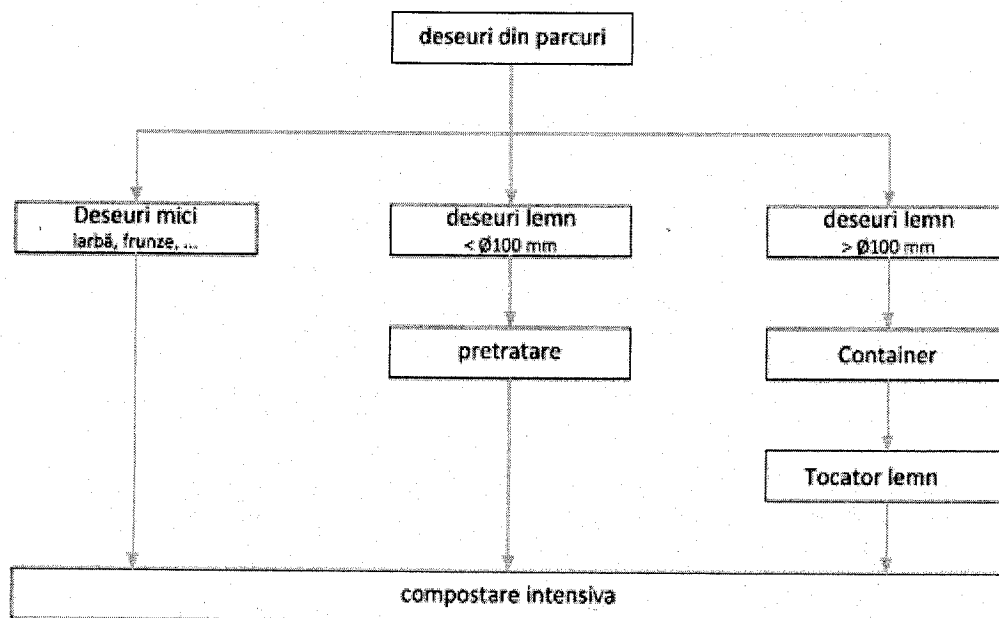 deseuri din parcuri
Deseuri mici
iarbă, frunze, ...
deseuri lemn
< Ø100 mm
deseuri lemn
> Ø100 mm
pretratare
Container
Tocator lemn
compostare intensiva